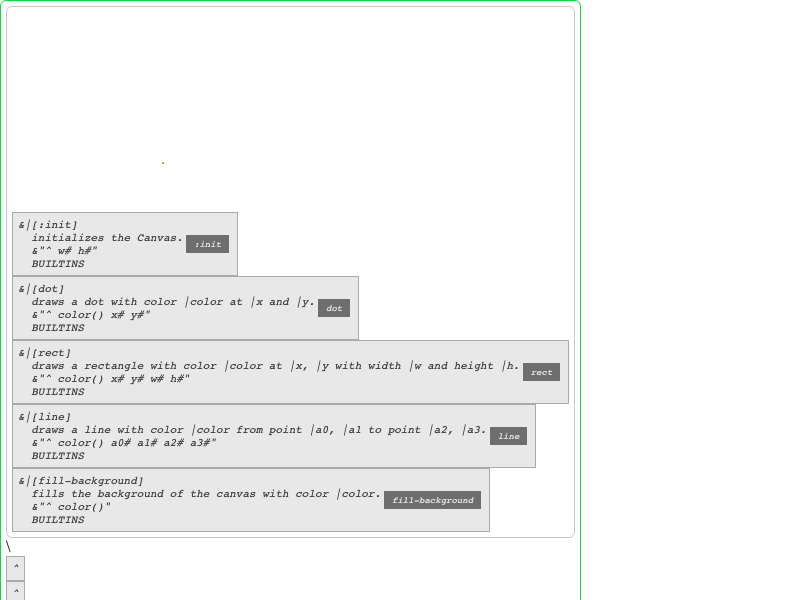 &|[:init]
initializes the Canvas. :init
&"^ w# h#"
BUILTINS
&|[dot]
draws a dot with color |color at |x and |y. dot
&"^ color() x# y#"
BUILTINS
&|[rect]
draws a rectangle with color |color at |x, |y with width |w and height |h. rect
&"^ color() x# y# w# h#"
BUILTINS
&|[line]
draws a line with color |color from point |a0, |a1 to point |a2, |a3. line
&"^ color() a0# a1# a2# a3#"
BUILTINS
&|[fill-background]
fills the background of the canvas with color |color. fill-background
&"^ color()"
BUILTINS
\
^
^